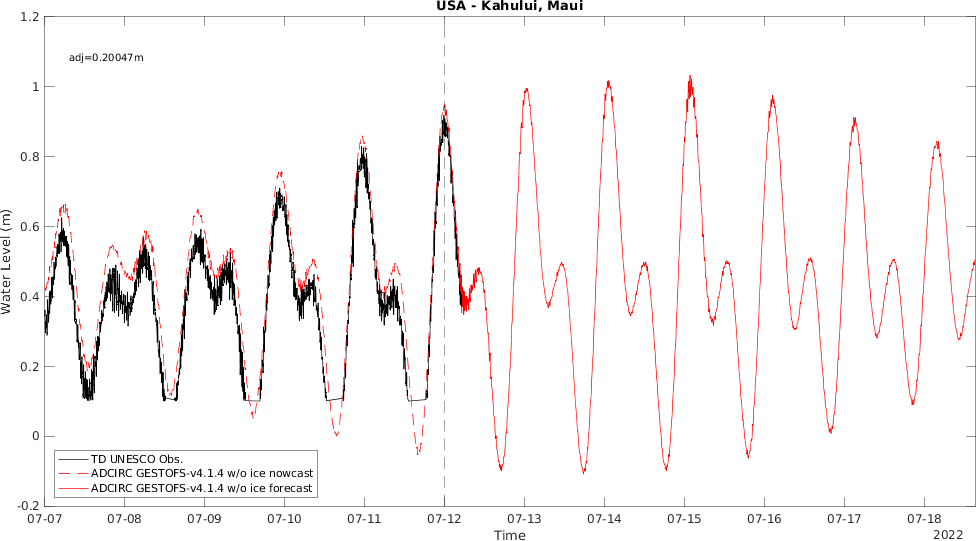 USA - Kahului, Maui
adj=0.20047m
1.2
1
0.8
0.6
0.4
0.2
0
-0.2
Water Level (m)
TD UNESCO Obs.
ADCIRC GESTOFS-v4.1.4 w/o ice nowcast
ADCIRC GESTOFS-v4.1.4 w/o ice forecast
07-07 07-08 07-09 07-10 07-11 07-12 07-13 07-14 07-15 07-16 07-17 07-18
Time
2022